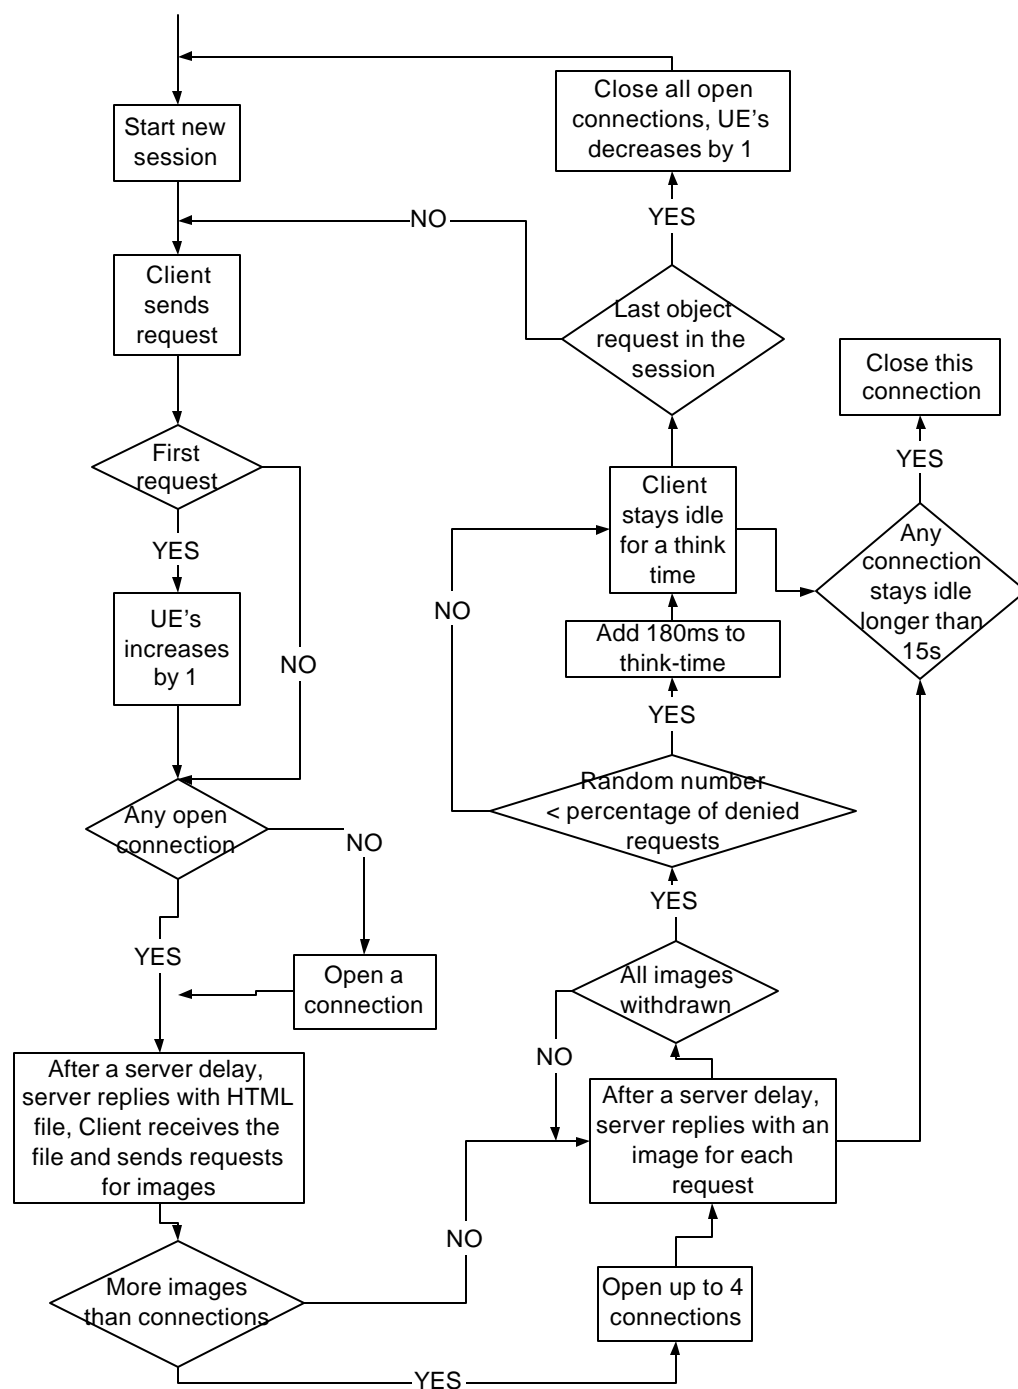 Close all open
connections, UE's
decreases by 1
Start new
session
YES
NO
Client
sends
request
Last object
request in the
session
Close this
connection
First
request
YES
Client
stays idle
for a think
time
Any
connection
stays idle
longer than
15s
YES
UE's
increases
by 1
NO
NO
Add 180ms to
think-time
YES
Random number
< percentage of denied
requests
Any open
connection
NO
YES
YES
Open a
connection
All images
withdrawn
NO
After a server delay,
server replies with HTML
file, Client receives the
file and sends requests
for images
After a server delay,
server replies with an
image for each
request
NO
More images
than connections
Open up to 4
connections
YES